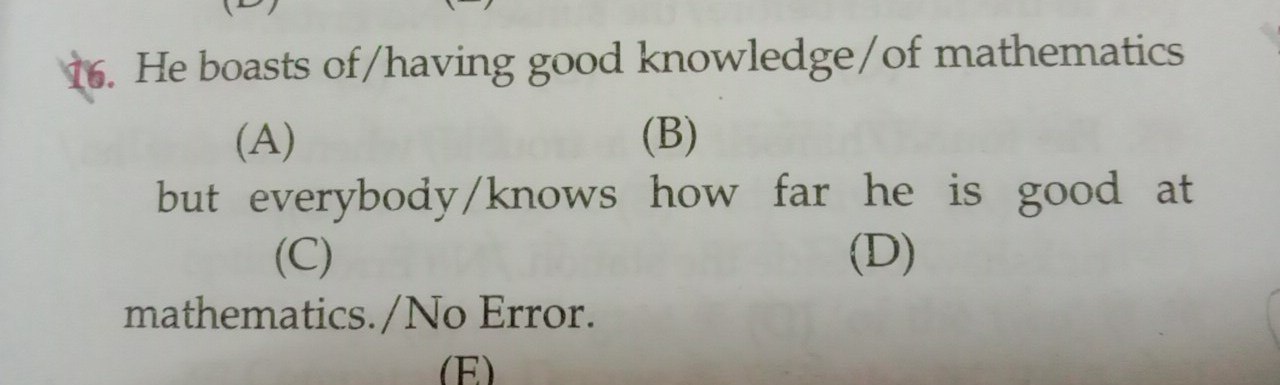 16. He boasts of/having good knowledge/of mathematics
(A) (B)
but everybody/knows how far he is good at
(C) (D)
mathematics./No Error.
(E)